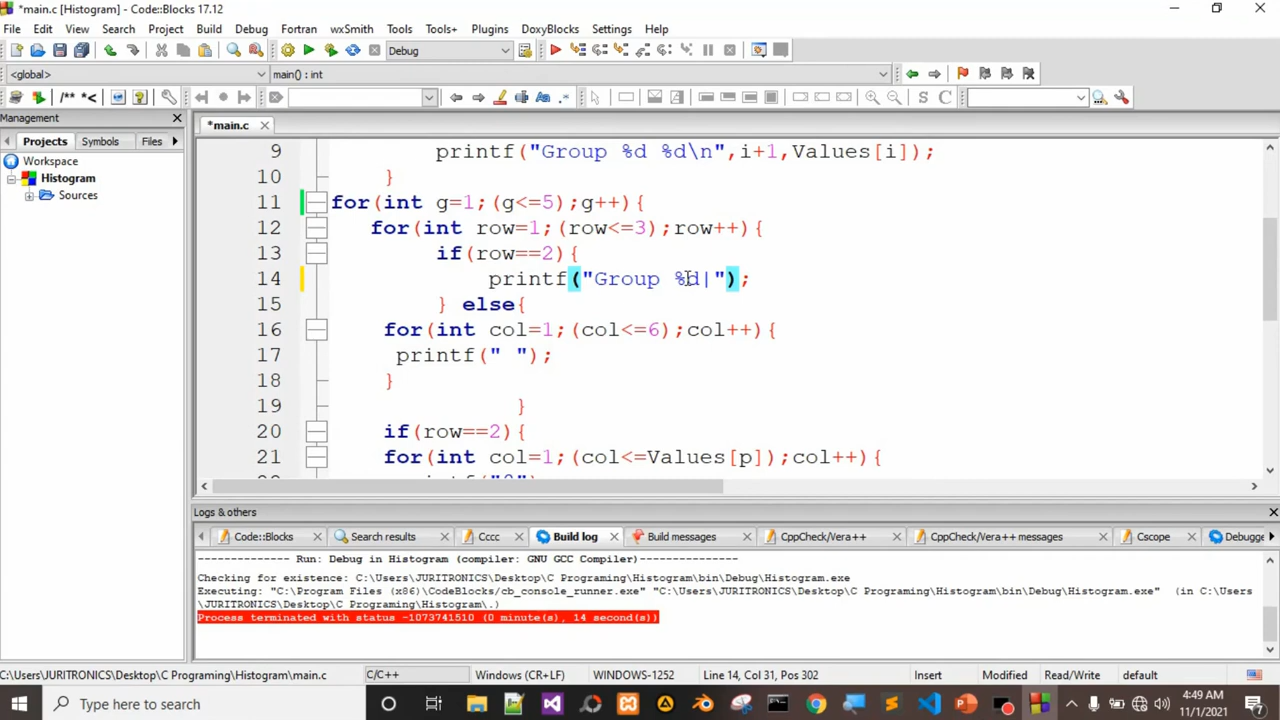 *main.c [Histogram] - Code::Blocks 17.12
File Edit View Search Project Build Debug Fortran wxSmith Tools Tools+ Plugins DoxyBlocks Settings Help
Debug
<global> main() : int
/** *<
S C
Management
*main.c
Projects Symbols Files
Workspace
Histogram
Sources
9 printf("Group %d %d\n",i+1,Values[i]);
10 }
11 for(int g=1;(g<=5);g++){
12 for(int row=1;(row<=3);row++){
13 if(row==2){
14 printf("Group %d|");
15 } else{
16 for(int col=1;(col<=6);col++){
17 printf(" ");
18 }
19 }
20 if(row==2){
21 for(int col=1;(col<=Values[p]);col++){
Logs & others
Code::Blocks Search results Cccc Build log Build messages CppCheck/Vera++ CppCheck/Vera++ messages Cscope Debugge
-------------- Run: Debug in Histogram (compiler: GNU GCC Compiler)---------------
Checking for existence: C:\Users\JURITRONICS\Desktop\C Programing\Histogram\bin\Debug\Histogram.exe
Executing: "C:\Program Files (x86)\CodeBlocks/cb_console_runner.exe" "C:\Users\JURITRONICS\Desktop\C Programing\Histogram\bin\Debug\Histogram.exe" (in C:\Users
\JURITRONICS\Desktop\C Programing\Histogram\.)
Process terminated with status -1073741510 (0 minute(s), 14 second(s))
C:\Users\JURITRONICS\Desktop\C Programing\Histogram\main.c C/C++ Windows (CR+LF) WINDOWS-1252 Line 14, Col 31, Pos 302 Insert Modified Read/Write default
Type here to search
4:49 AM
11/1/2021